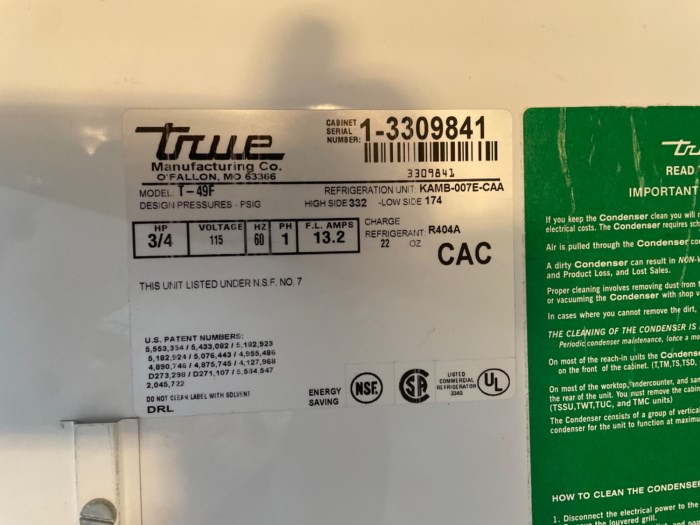 True
Manufacturing Co.
O'FALLON, MO 63366
CABINET SERIAL NUMBER: 1-3309841
3309841
MODEL: T-49F
REFRIGERATION UNIT: KAMB-007E-CAA
DESIGN PRESSURES - PSIG HIGH SIDE 332 -LOW SIDE 174
HP VOLTAGE HZ PH F.L. AMPS
3/4 115 60 1 13.2
CHARGE
REFRIGERANT: R404A
22 OZ
CAC
THIS UNIT LISTED UNDER N.S.F. NO. 7
U.S. PATENT NUMBERS:
5,553,354 / 5,433,082 / 5,182,923
5,182,924 / 5,076,443 / 4,955,486
4,890,746 / 4,875,745 / 4,127,968
D273,298 / D271,107 / 5,594,547
2,045,722
DO NOT CLEAN LABEL WITH SOLVENT
DRL
ENERGY
SAVING
NSF
SA
LISTED
COMMERCIAL
REFRIGERATOR
UL
READ
IMPORTANT
If you keep the Condenser clean you will
electrical costs. The Condenser requires
Air is pulled through the Condenser
A dirty Condenser can result in
and Product Loss, and Lost Sales.
Proper cleaning involves removing dust from
or vacuuming the Condenser with shop
In cases where you cannot remove the dirt,
THE CLEANING OF THE CONDENSER IS
Periodic condenser maintenance, (once a
On most of the reach-in units the
on the front of the cabinet. (T,TM,TS,TSD,
On most of the worktop, undercounter, and
the rear of the unit. You must remove the
(TSSU,TWT,TUC, and TMC units)
The Condenser consists of a group of
condenser for the unit to function at
HOW TO CLEAN THE
1. Disconnect the electrical power to the
the louvered grill.